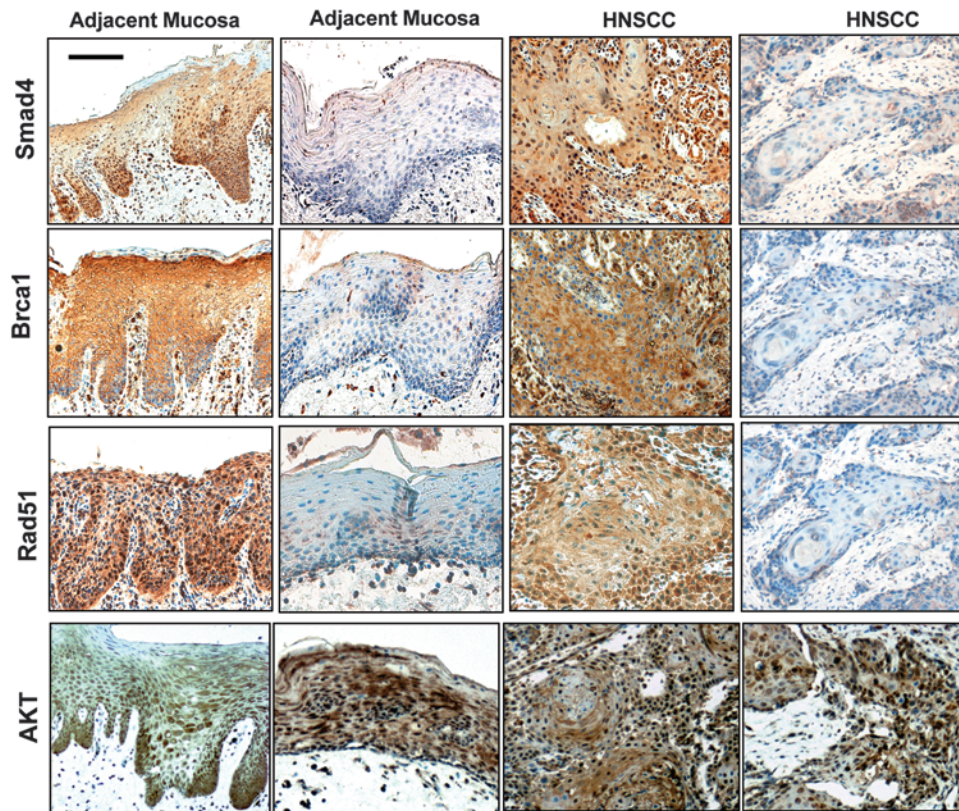 Adjacent Mucosa Adjacent Mucosa HNSCC HNSCC
Smad4
Brca1
Rad51
AKT